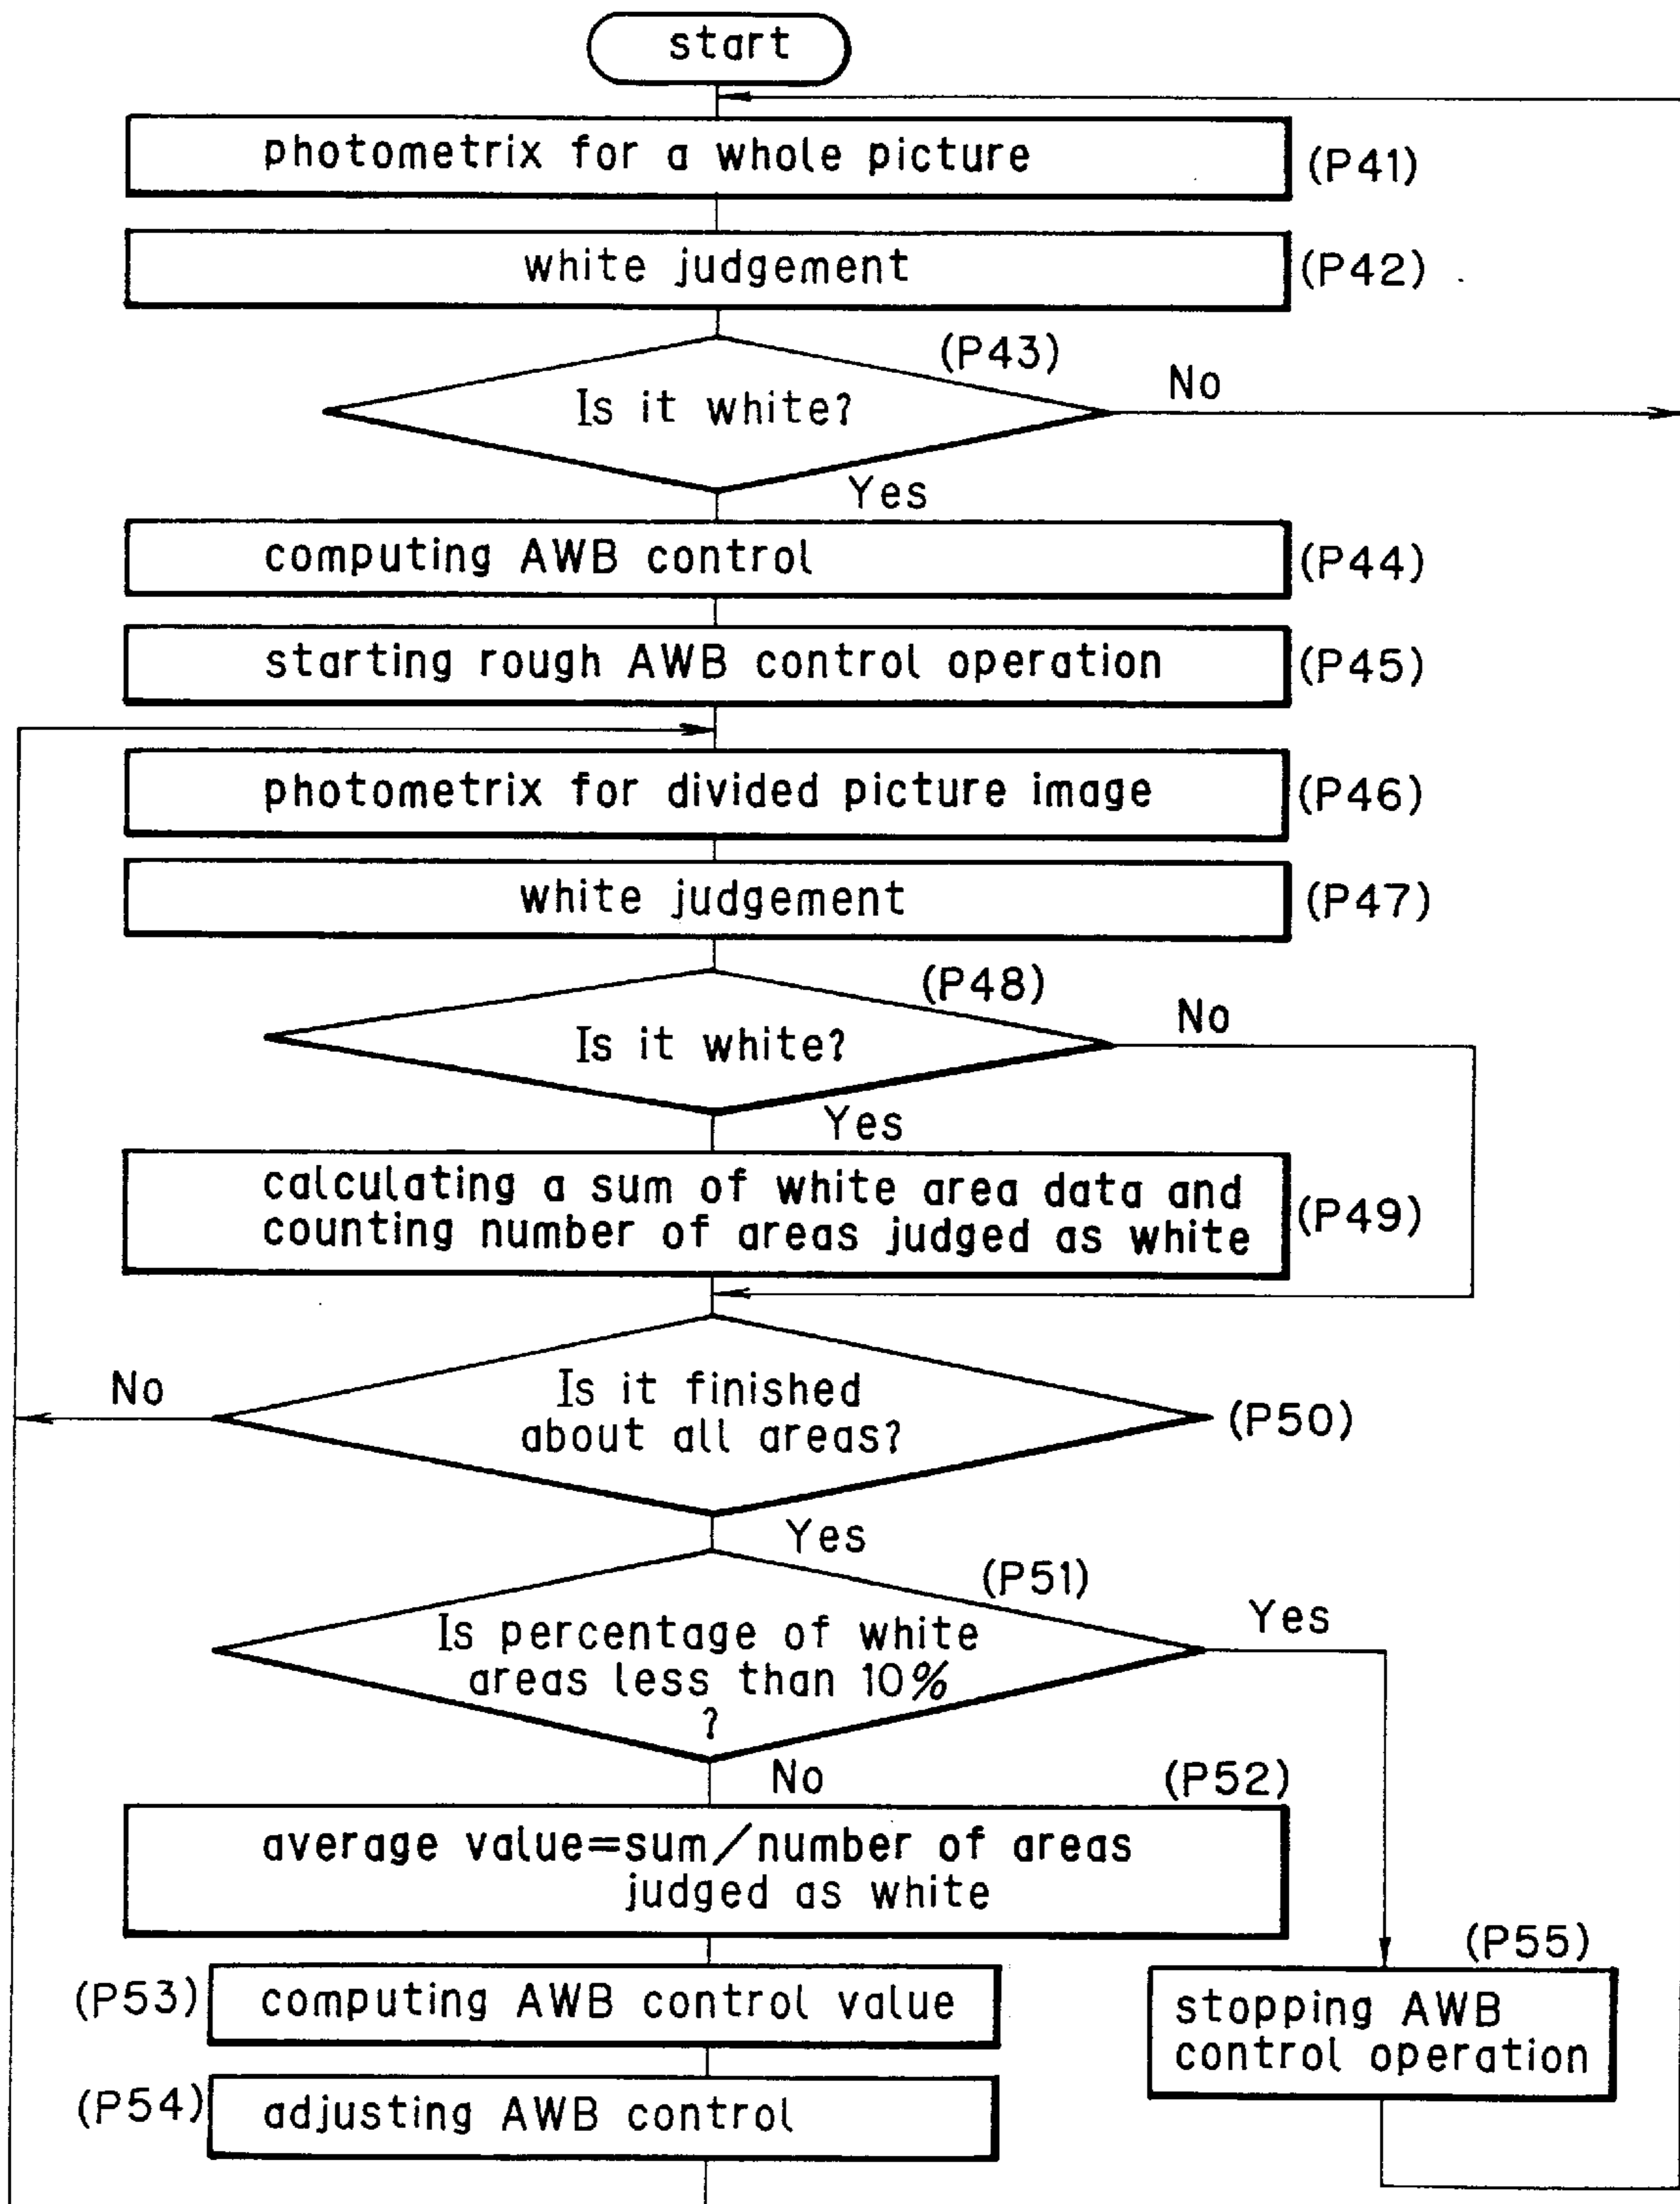 start
photometrix for a whole picture
(P41)
white judgement
(P42)
(P43)
Is it white?
No
Yes
computing AWB control
(P44)
starting rough AWB control operation
(P45)
photometrix for divided picture image
(P46)
white judgement
(P47)
(P48)
Is it white?
No
Yes
calculating a sum of white area data and
counting number of areas judged as white
(P49)
No
Is it finished
about all areas?
(P50)
Yes
(P51)
Is percentage of white
areas less than 10%
?
Yes
No
(P52)
average value=sum/number of areas
judged as white
(P53)
computing AWB control value
(P55)
stopping AWB
control operation
(P54)
adjusting AWB control